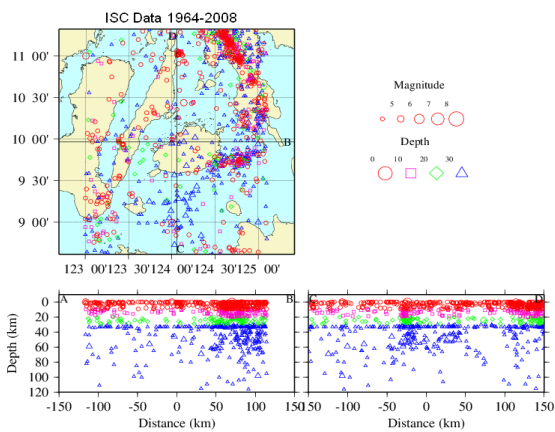 ISC Data 1964-2008
D
11 00'
10 30'
10 00'
9 30'
9 00'
B
C
123 00'123 30'124 00'124 30'125 00'
Magnitude
5 6 7 8
Depth
0 10 20 30
A B
C D
0
20
40
60
80
100
120
Depth (km)
-150 -100 -50 0 50 100 150
-100 -50 0 50 100 150
Distance (km)
Distance (km)